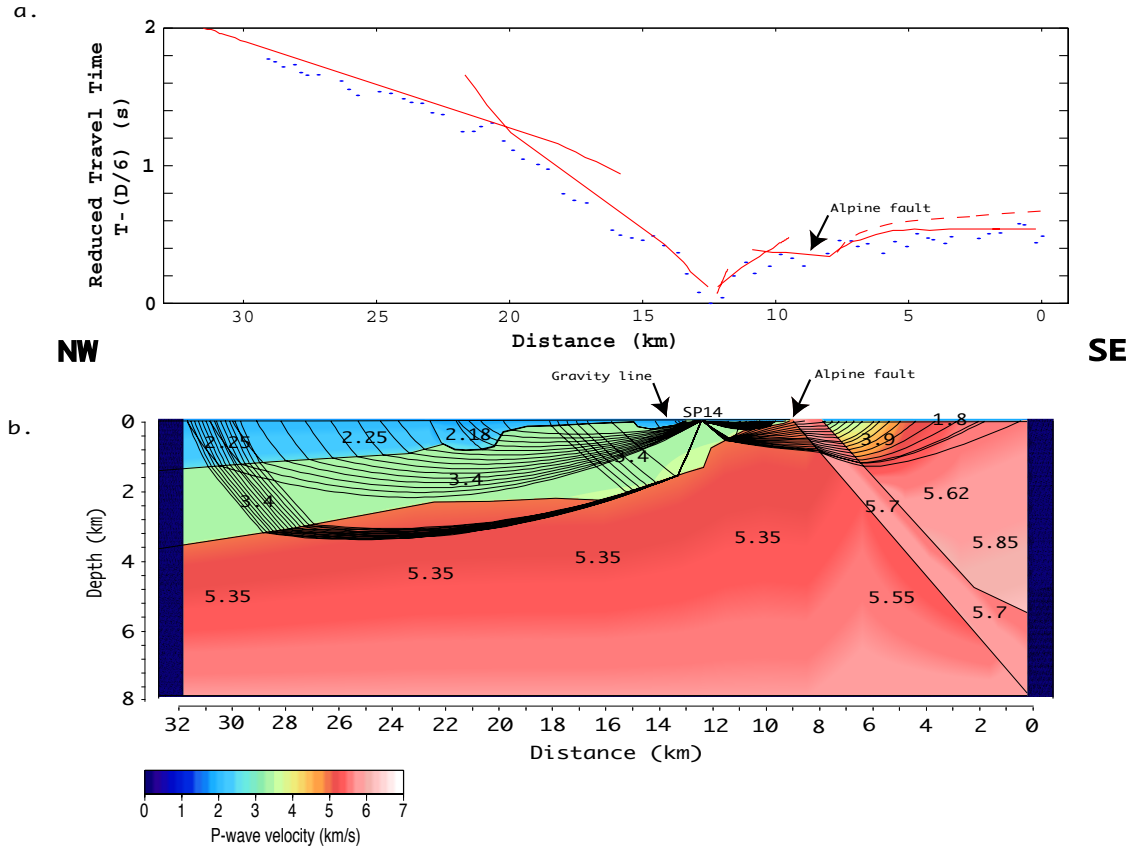 a.
Reduced Travel Time
T-(D/6) (s)
2
1
0
Alpine fault
30 25 20 15 10 5 0
Distance (km)
NW
SE
Gravity line
Alpine fault
SP14
b.
Depth (km)
0
2
4
6
8
2.25 2.25 2.18 3.4 3.9 1.8
3.4 3.4 5.62
5.7
5.35 5.35 5.35 5.35 5.85
5.55 5.7
32 30 28 26 24 22 20 18 16 14 12 10 8 6 4 2 0
Distance (km)
0 1 2 3 4 5 6 7
P-wave velocity (km/s)